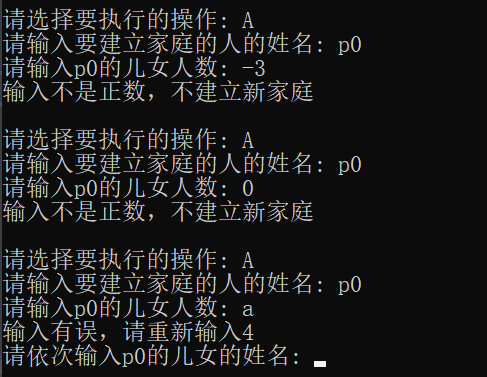 请选择要执行的操作: A
请输入要建立家庭的人的姓名: p0
请输入p0的儿女人数: -3
输入不是正数，不建立新家庭
请选择要执行的操作: A
请输入要建立家庭的人的姓名: p0
请输入p0的儿女人数: 0
输入不是正数，不建立新家庭
请选择要执行的操作: A
请输入要建立家庭的人的姓名: p0
请输入p0的儿女人数: a
输入有误，请重新输入4
请依次输入p0的儿女的姓名: